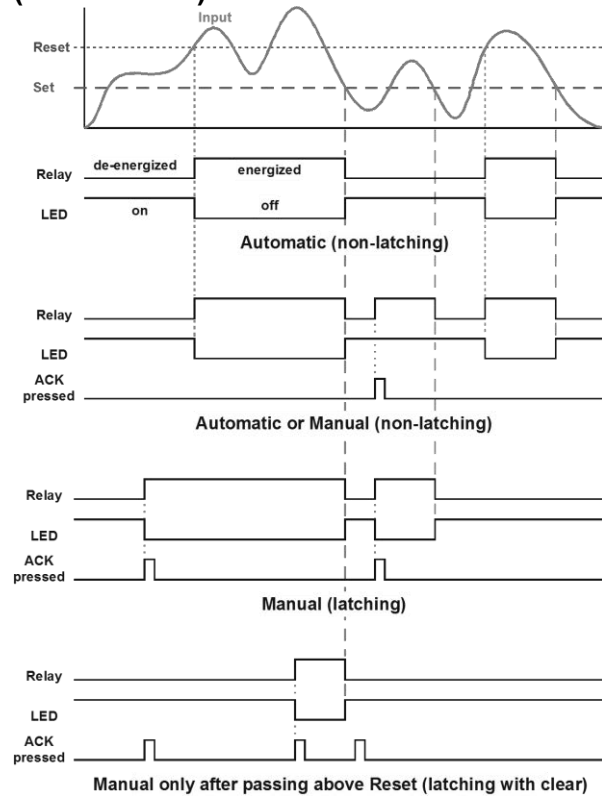 Input
Reset
Set
de-energized energized
Relay
LED
on off
Automatic (non-latching)
Relay
LED
ACK
pressed
Automatic or Manual (non-latching)
Relay
LED
ACK
pressed
Manual (latching)
Relay
LED
ACK
pressed
Manual only after passing above Reset (latching with clear)